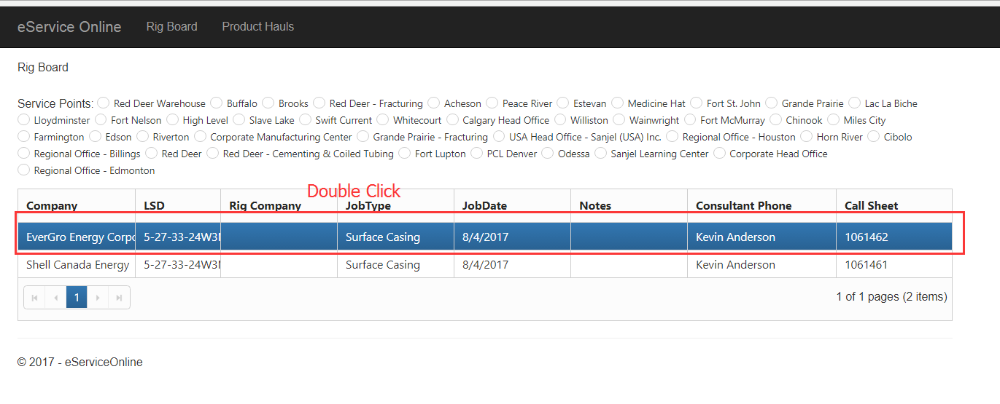 eService Online Rig Board Product Hauls
Rig Board
Service Points: Red Deer Warehouse Buffalo Brooks Red Deer - Fracturing Acheson Peace River Estevan Medicine Hat Fort St. John Grande Prairie Lac La Biche
Lloydminster Fort Nelson High Level Slave Lake Swift Current Whitecourt Calgary Head Office Williston Wainwright Fort McMurray Chinook Miles City
Farmington Edson Riverton Corporate Manufacturing Center Grande Prairie - Fracturing USA Head Office - Sanjel (USA) Inc. Regional Office - Houston Horn River Cibolo
Regional Office - Billings Red Deer Red Deer - Cementing & Coiled Tubing Fort Lupton PCL Denver Odessa Sanjel Learning Center Corporate Head Office
Regional Office - Edmonton
Double Click
Company LSD Rig Company JobType JobDate Notes Consultant Phone Call Sheet
EverGro Energy Corpo 5-27-33-24W3M Surface Casing 8/4/2017 Kevin Anderson 1061462
Shell Canada Energy 5-27-33-24W3M Surface Casing 8/4/2017 Kevin Anderson 1061461
1 1 of 1 pages (2 items)
© 2017 - eServiceOnline